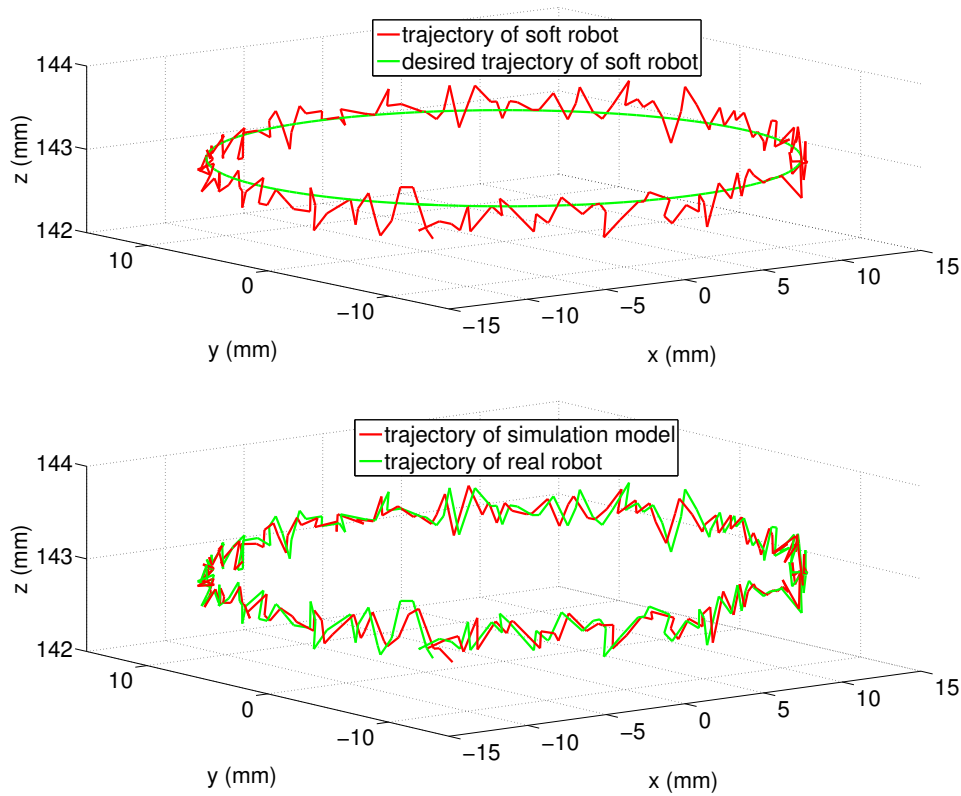 trajectory of soft robot
desired trajectory of soft robot
144
143
142
z (mm)
10
0
−10
y (mm)
−15
−10
−5
0
5
10
15
x (mm)
trajectory of simulation model
trajectory of real robot
144
143
142
z (mm)
10
0
−10
y (mm)
−15
−10
−5
0
5
10
15
x (mm)